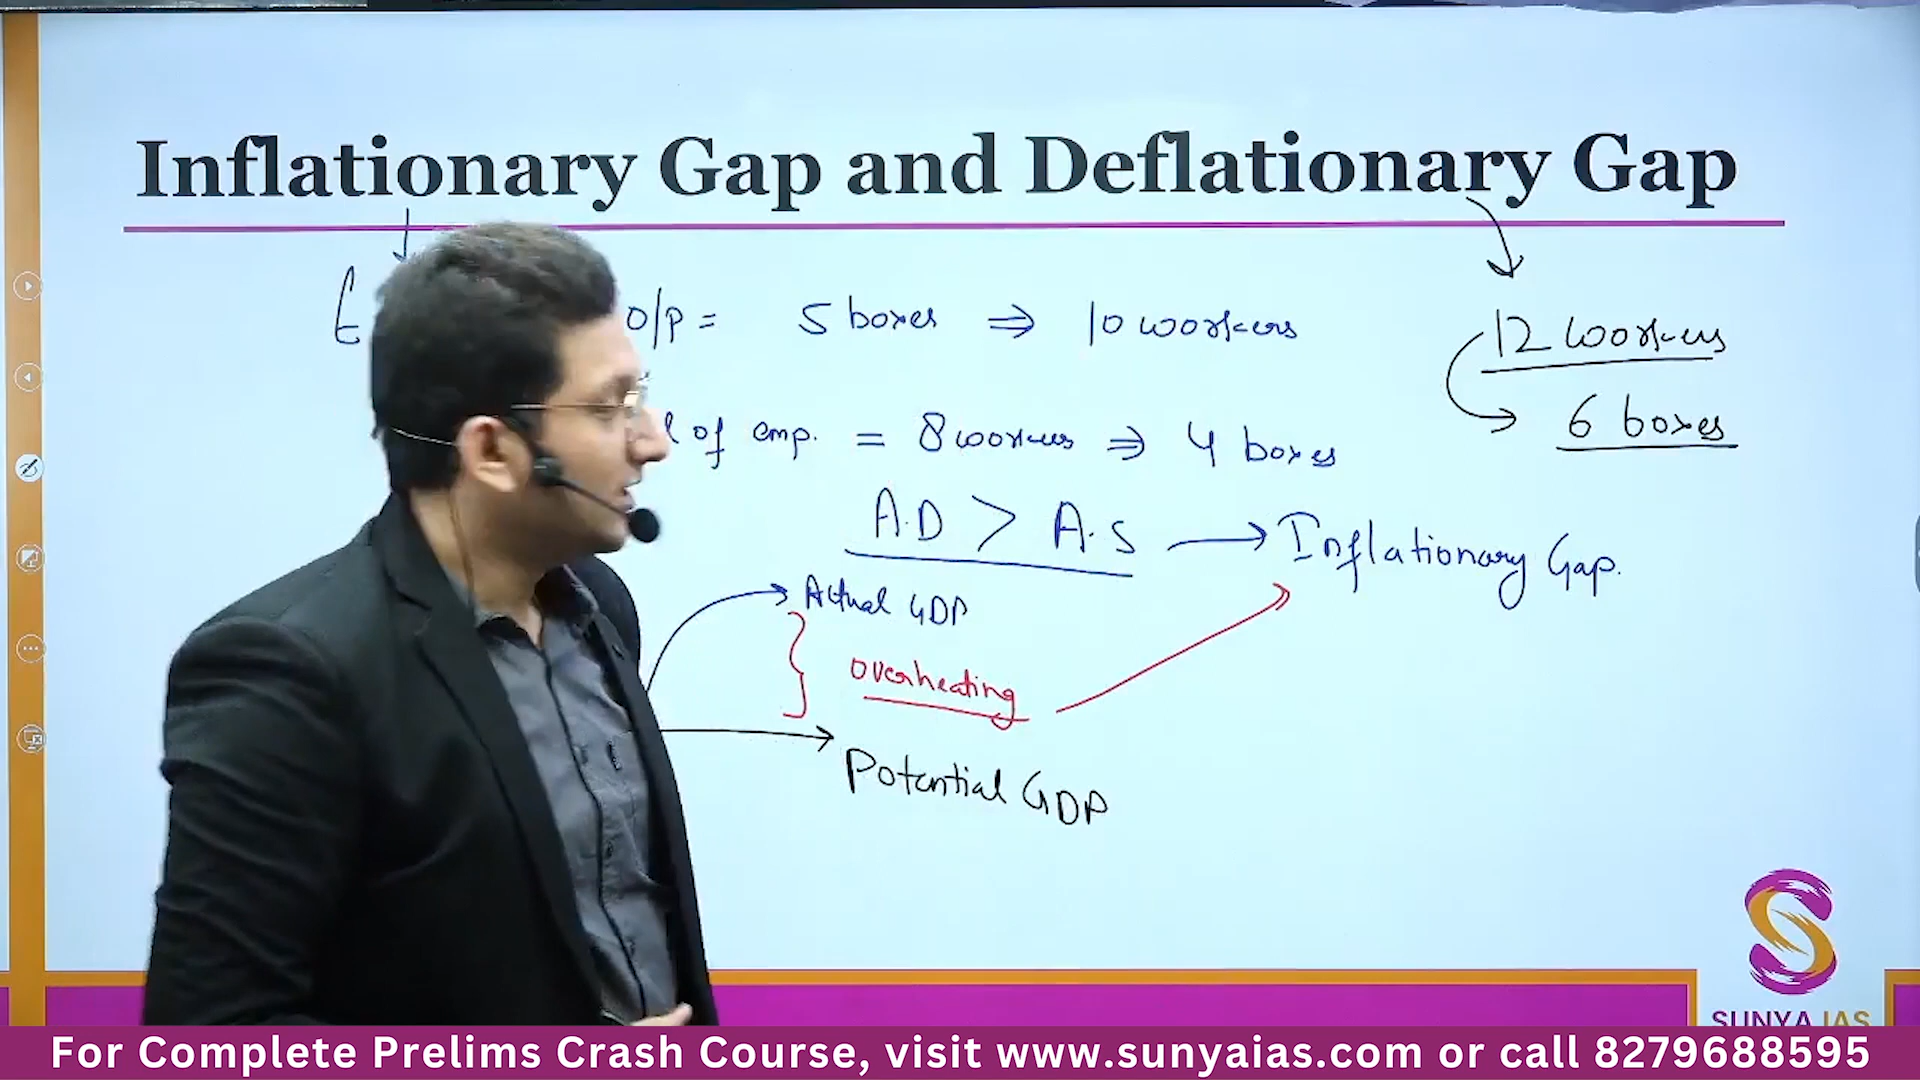 Inflationary Gap and Deflationary Gap
O/P = 5 boxes ⇒ 10 workers
12 workers
6 boxes
of emp. = 8 workers ⇒ 4 boxes
A.D > A.S → Inflationary Gap.
Actual GDP
overheating
Potential GDP
SUNYA IAS
For Complete Prelims Crash Course, visit www.sunyaias.com or call 8279688595